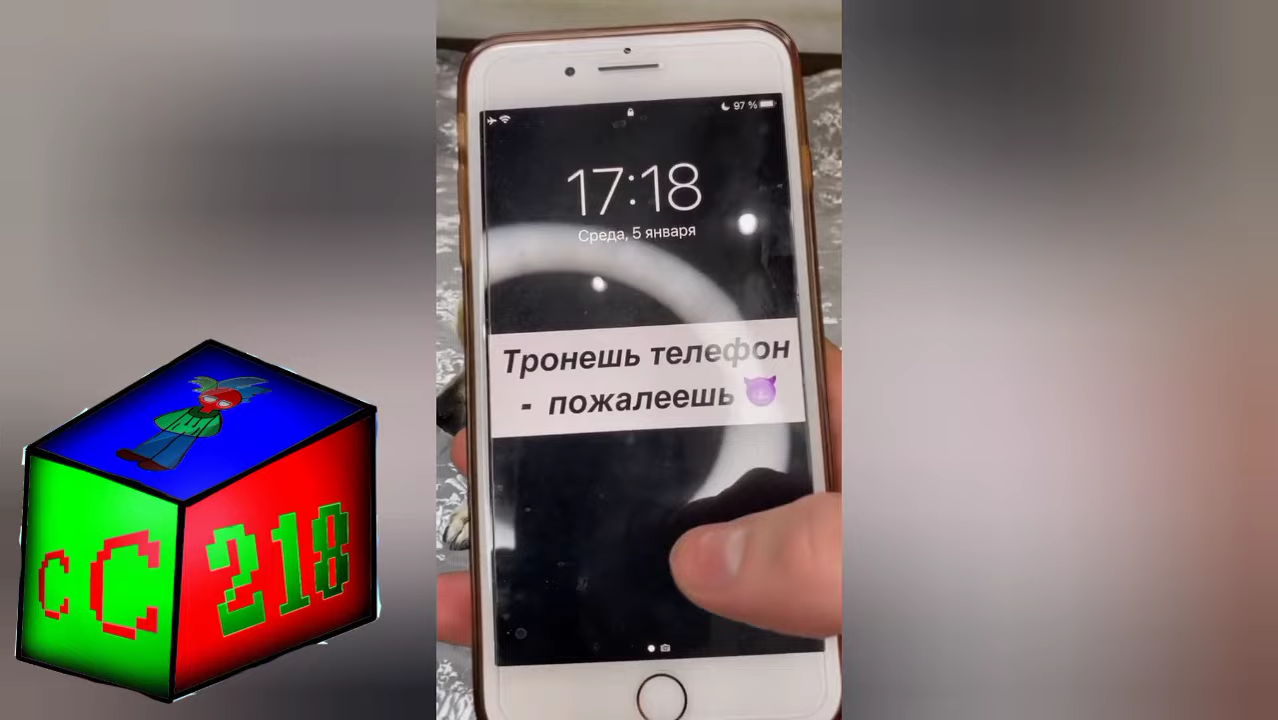 97 %
17:18
Среда, 5 января
Тронешь телефон
- пожалеешь 😈
cC
218